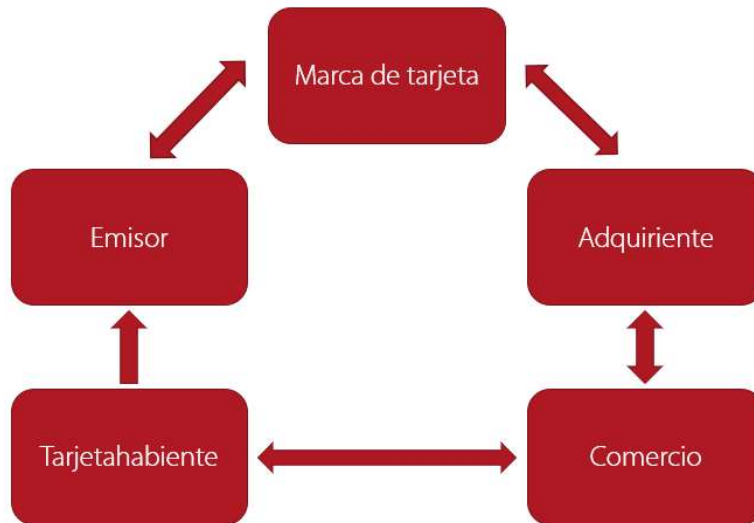 Marca de tarjeta
Emisor
Adquiriente
Tarjetahabiente
Comercio